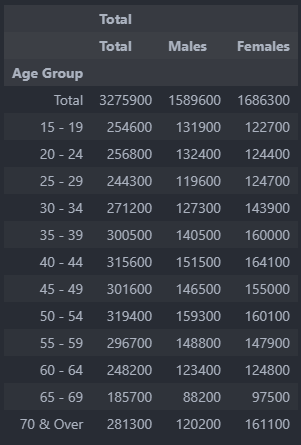 Total
Total Males Females
Age Group
Total 3275900 1589600 1686300
15 - 19 254600 131900 122700
20 - 24 256800 132400 124400
25 - 29 244300 119600 124700
30 - 34 271200 127300 143900
35 - 39 300500 140500 160000
40 - 44 315600 151500 164100
45 - 49 301600 146500 155000
50 - 54 319400 159300 160100
55 - 59 296700 148800 147900
60 - 64 248200 123400 124800
65 - 69 185700 88200 97500
70 & Over 281300 120200 161100